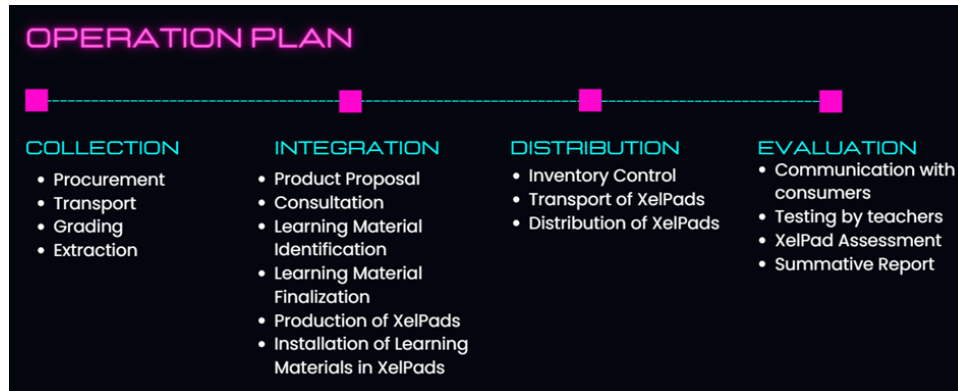 OPERATION PLAN
COLLECTION
• Procurement
• Transport
• Grading
• Extraction
INTEGRATION
• Product Proposal
• Consultation
• Learning Material
Identification
• Learning Material
Finalization
• Production of XelPads
• Installation of Learning
Materials in XelPads
DISTRIBUTION
• Inventory Control
• Transport of XelPads
• Distribution of XelPads
EVALUATION
• Communication with
consumers
• Testing by teachers
• XelPad Assessment
• Summative Report